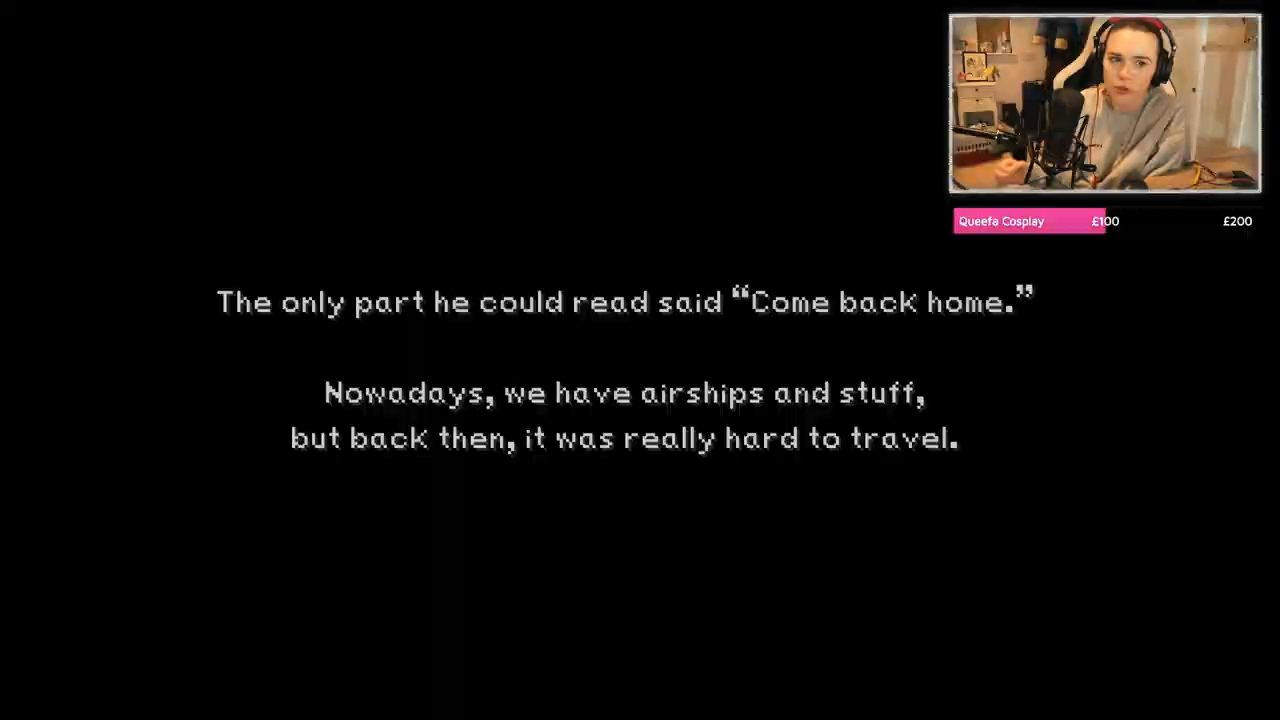 Queefa Cosplay £100 £200
The only part he could read said “Come back home.”
Nowadays, we have airships and stuff,
but back then, it was really hard to travel.